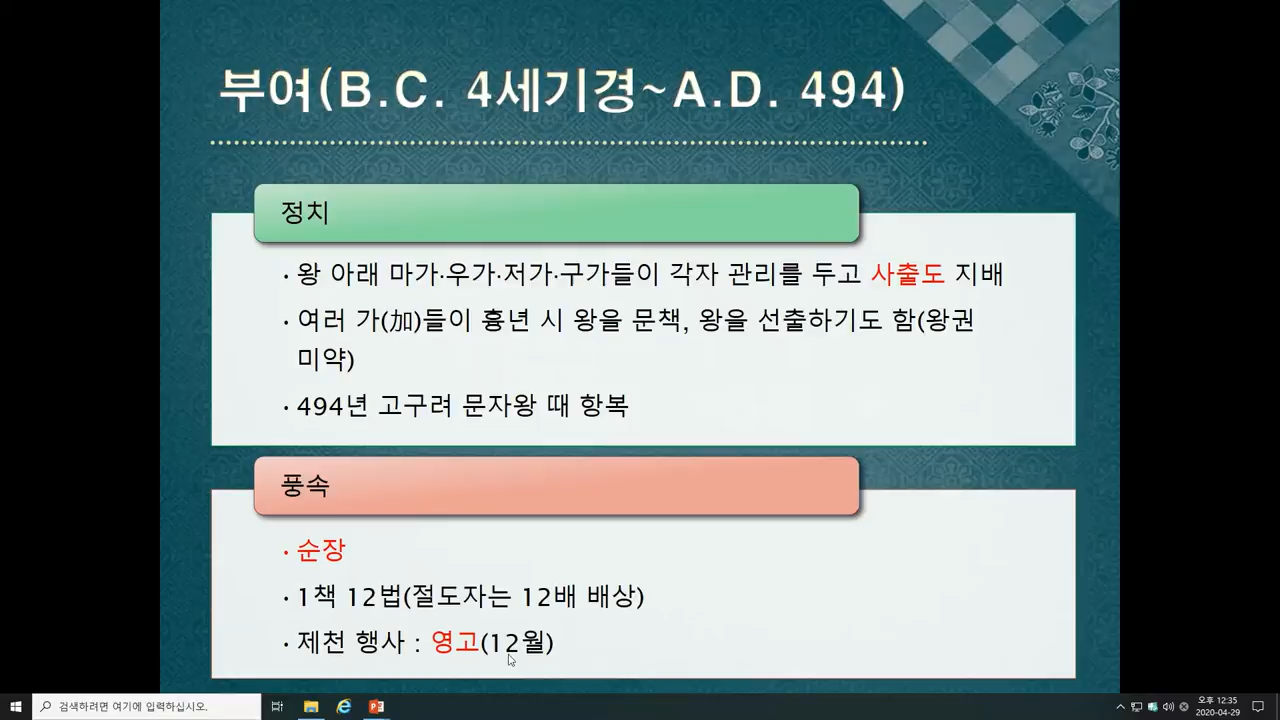 부여(B.C. 4세기경~A.D. 494)
정치
· 왕 아래 마가·우가·저가·구가들이 각자 관리를 두고 사출도 지배
· 여러 가(加)들이 흉년 시 왕을 문책, 왕을 선출하기도 함(왕권
미약)
· 494년 고구려 문자왕 때 항복
풍속
· 순장
· 1책 12법(절도자는 12배 배상)
· 제천 행사 : 영고(12월)
검색하려면 여기에 입력하십시오.
오후 12:35
2020-04-29